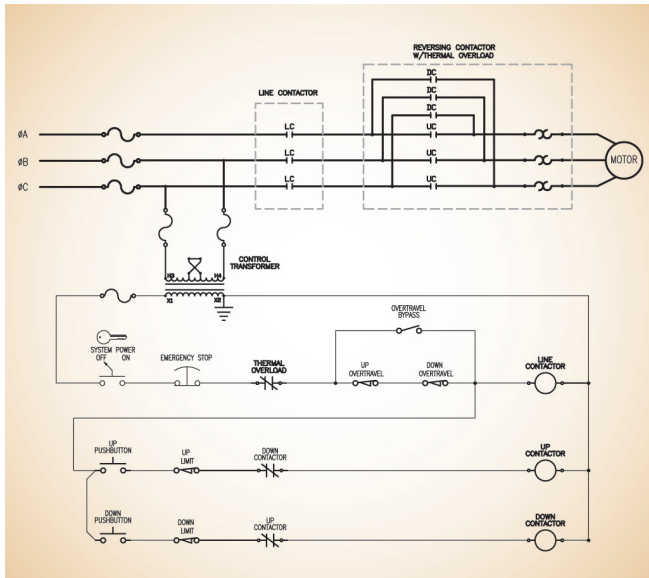 REVERSING CONTACTOR
W/THERMAL OVERLOAD
DC
LINE CONTACTOR
DC
DC
ØA
LC
UC
ØB
LC
UC
MOTOR
ØC
LC
UC
H3
H4
CONTROL
TRANSFORMER
X1
X2
OVERTRAVEL
BYPASS
SYSTEM POWER
OFF ON
EMERGENCY STOP
THERMAL
OVERLOAD
UP
OVERTRAVEL
DOWN
OVERTRAVEL
LINE
CONTACTOR
UP
PUSHBUTTON
UP
LIMIT
DOWN
CONTACTOR
UP
CONTACTOR
DOWN
PUSHBUTTON
DOWN
LIMIT
UP
CONTACTOR
DOWN
CONTACTOR